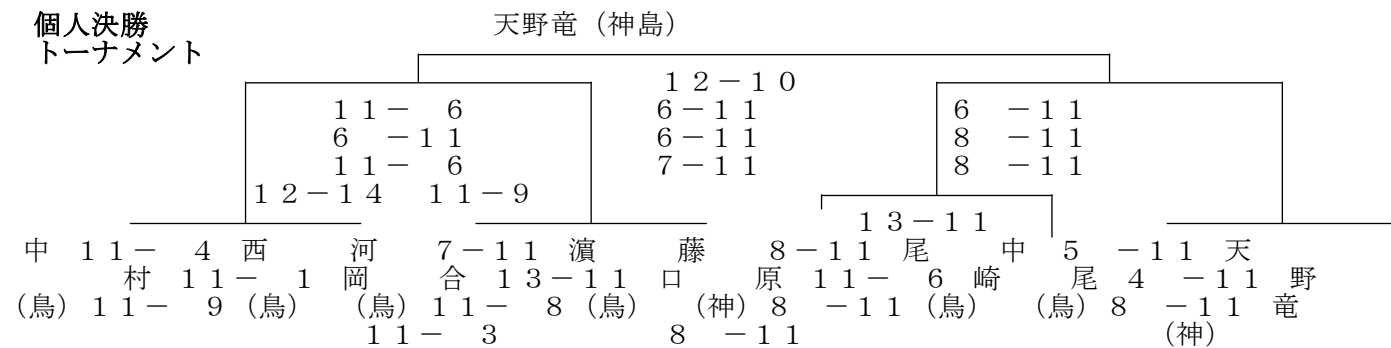 個人決勝　天野竜（神島）
トーナメント
１２－１０
１１－　６　６－１１　６　－１１
６　－１１　６－１１　８　－１１
１１－　６　７－１１　８　－１１
１２－１４　１１－９
１３－１１
中　１１－　４　西　河　７－１１　濵　藤　８－１１　尾　中　５　－１１　天
村　１１－　１　岡　合　１３－１１　口　原　１１－　６　崎　尾　４　－１１　野
（鳥）１１－　９（鳥）　（鳥）１１－　８（鳥）　（神）８　－１１（鳥）　（鳥）８　－１１　竜
１１－　３　８　－１１　（神）